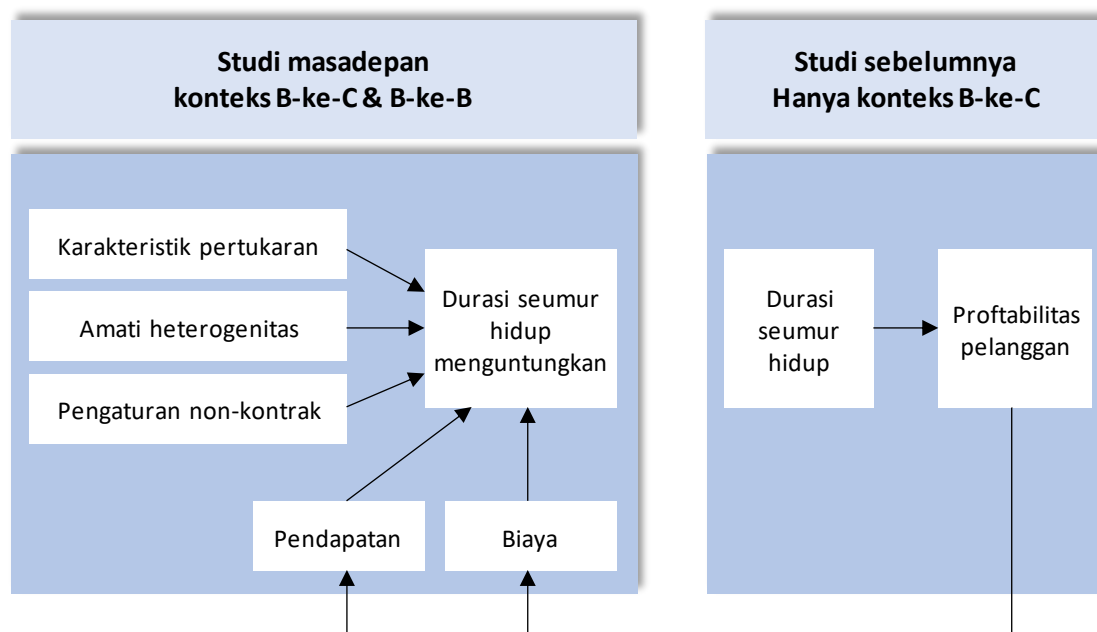 Studi masadepan
konteks B-ke-C & B-ke-B
Karakteristik pertukaran
Amati heterogenitas
Pengaturan non-kontrak
Durasi seumur
hidup
menguntungkan
Pendapatan
Biaya
Studi sebelumnya
Hanya konteks B-ke-C
Durasi
seumur
hidup
Proftabilitas
pelanggan